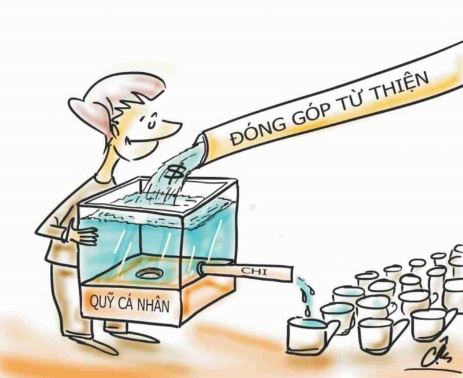 ĐÓNG GÓP TỪ THIỆN
$
CHI
QUỸ CÁ NHÂN